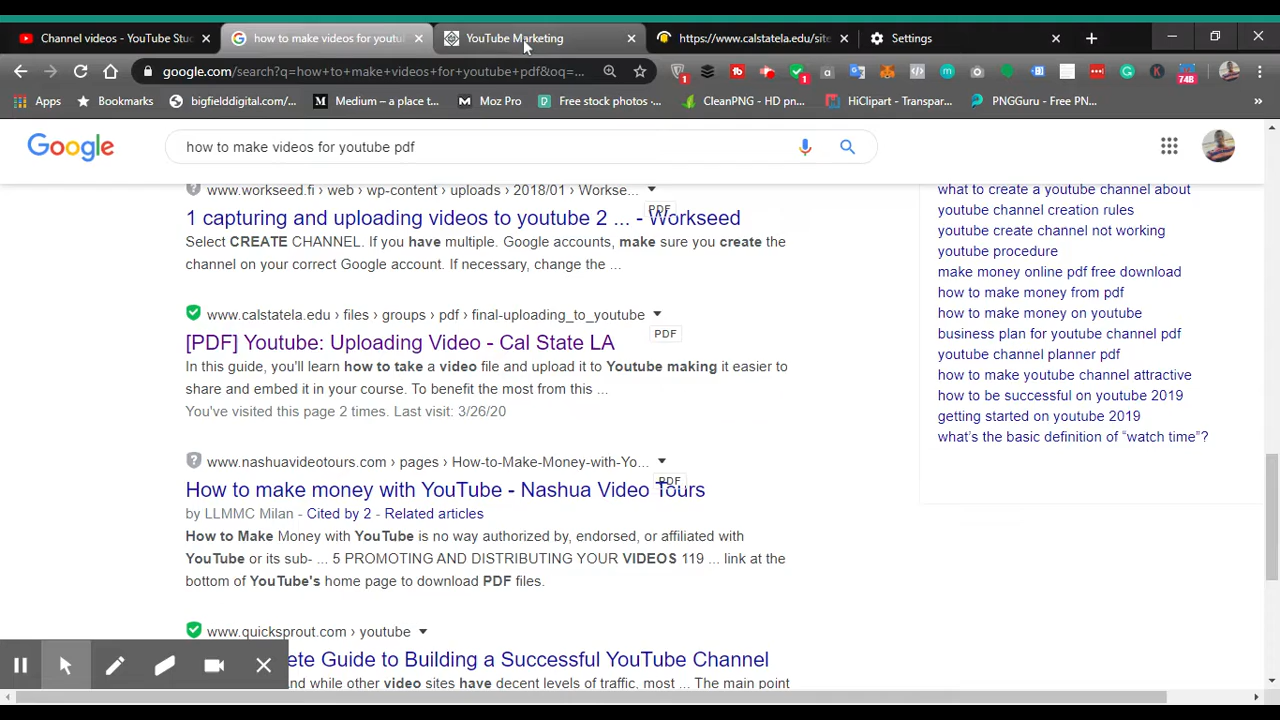 Channel videos - YouTube Stu
how to make videos for youtu
YouTube Marketing
https://www.calstatela.edu/site
Settings
google.com/search?q=how+to+make+videos+for+youtube+pdf&oq=...
1
1
74B
Apps
Bookmarks
bigfielddigital.com/...
Medium – a place t...
Moz Pro
Free stock photos ·...
CleanPNG - HD pn...
HiClipart - Transpar...
PNGGuru - Free PN...
Google
how to make videos for youtube pdf
www.workseed.fi › web › wp-content › uploads › 2018/01 › Workse...
PDF
1 capturing and uploading videos to youtube 2 ... - Workseed
Select CREATE CHANNEL. If you have multiple. Google accounts, make sure you create the
channel on your correct Google account. If necessary, change the ...
www.calstatela.edu › files › groups › pdf › final-uploading_to_youtube
PDF
[PDF] Youtube: Uploading Video - Cal State LA
In this guide, you'll learn how to take a video file and upload it to Youtube making it easier to
share and embed it in your course. To benefit the most from this ...
You've visited this page 2 times. Last visit: 3/26/20
www.nashuavideotours.com › pages › How-to-Make-Money-with-Yo...
PDF
How to make money with YouTube - Nashua Video Tours
by LLMMC Milan - Cited by 2 - Related articles
How to Make Money with YouTube is no way authorized by, endorsed, or affiliated with
YouTube or its sub- ... 5 PROMOTING AND DISTRIBUTING YOUR VIDEOS 119 ... link at the
bottom of YouTube's home page to download PDF files.
www.quicksprout.com › youtube
ete Guide to Building a Successful YouTube Channel
and while other video sites have decent levels of traffic, most ... The main point
what to create a youtube channel about
youtube channel creation rules
youtube create channel not working
youtube procedure
make money online pdf free download
how to make money from pdf
how to make money on youtube
business plan for youtube channel pdf
youtube channel planner pdf
how to make youtube channel attractive
how to be successful on youtube 2019
getting started on youtube 2019
what's the basic definition of “watch time”?